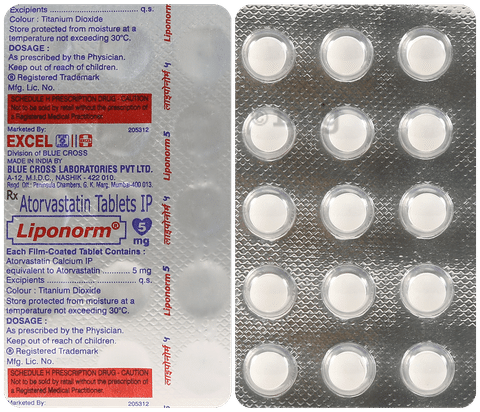 Excipients ........................ q.s.
Colour : Titanium Dioxide
Store protected from moisture at a
temperature not exceeding 30°C.
DOSAGE :
As prescribed by the Physician.
Keep out of reach of children.
® Registered Trademark
Mfg. Lic. No.
SCHEDULE H PRESCRIPTION DRUG - CAUTION
Not to be sold by retail without the prescription of
a Registered Medical Practitioner.
Marketed By: 205312
EXCEL
Division of BLUE CROSS
MADE IN INDIA BY
BLUE CROSS LABORATORIES PVT LTD.
A-12, M.I.D.C., NASHIK - 422 010.
Regd. Off.: Peninsula Chambers, G. K. Marg, Mumbai-400 013.
Rx Atorvastatin Tablets IP
Liponorm® 5
mg
Each Film-Coated Tablet Contains :
Atorvastatin Calcium IP
equivalent to Atorvastatin ............ 5 mg
Excipients ........................ q.s.
Colour : Titanium Dioxide
Store protected from moisture at a
temperature not exceeding 30°C.
DOSAGE :
As prescribed by the Physician.
Keep out of reach of children.
® Registered Trademark
Mfg. Lic. No.
SCHEDULE H PRESCRIPTION DRUG - CAUTION
Not to be sold by retail without the prescription of
a Registered Medical Practitioner.
Marketed By: 205312
Liponorm
लाइपोनोर्म ५
Liponorm 5
लाइपोनोर्म ५
Liponorm 5
लाइपोनोर्म ५